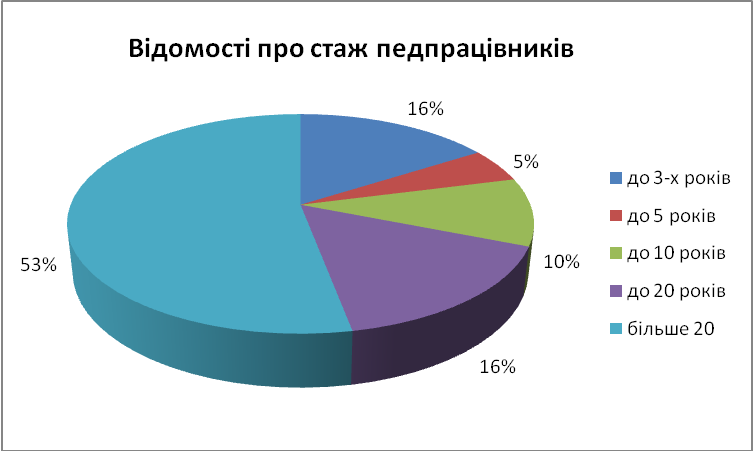 Відомості про стаж педпрацівників
16%
5%
10%
16%
53%
до 3-х років
до 5 років
до 10 років
до 20 років
більше 20